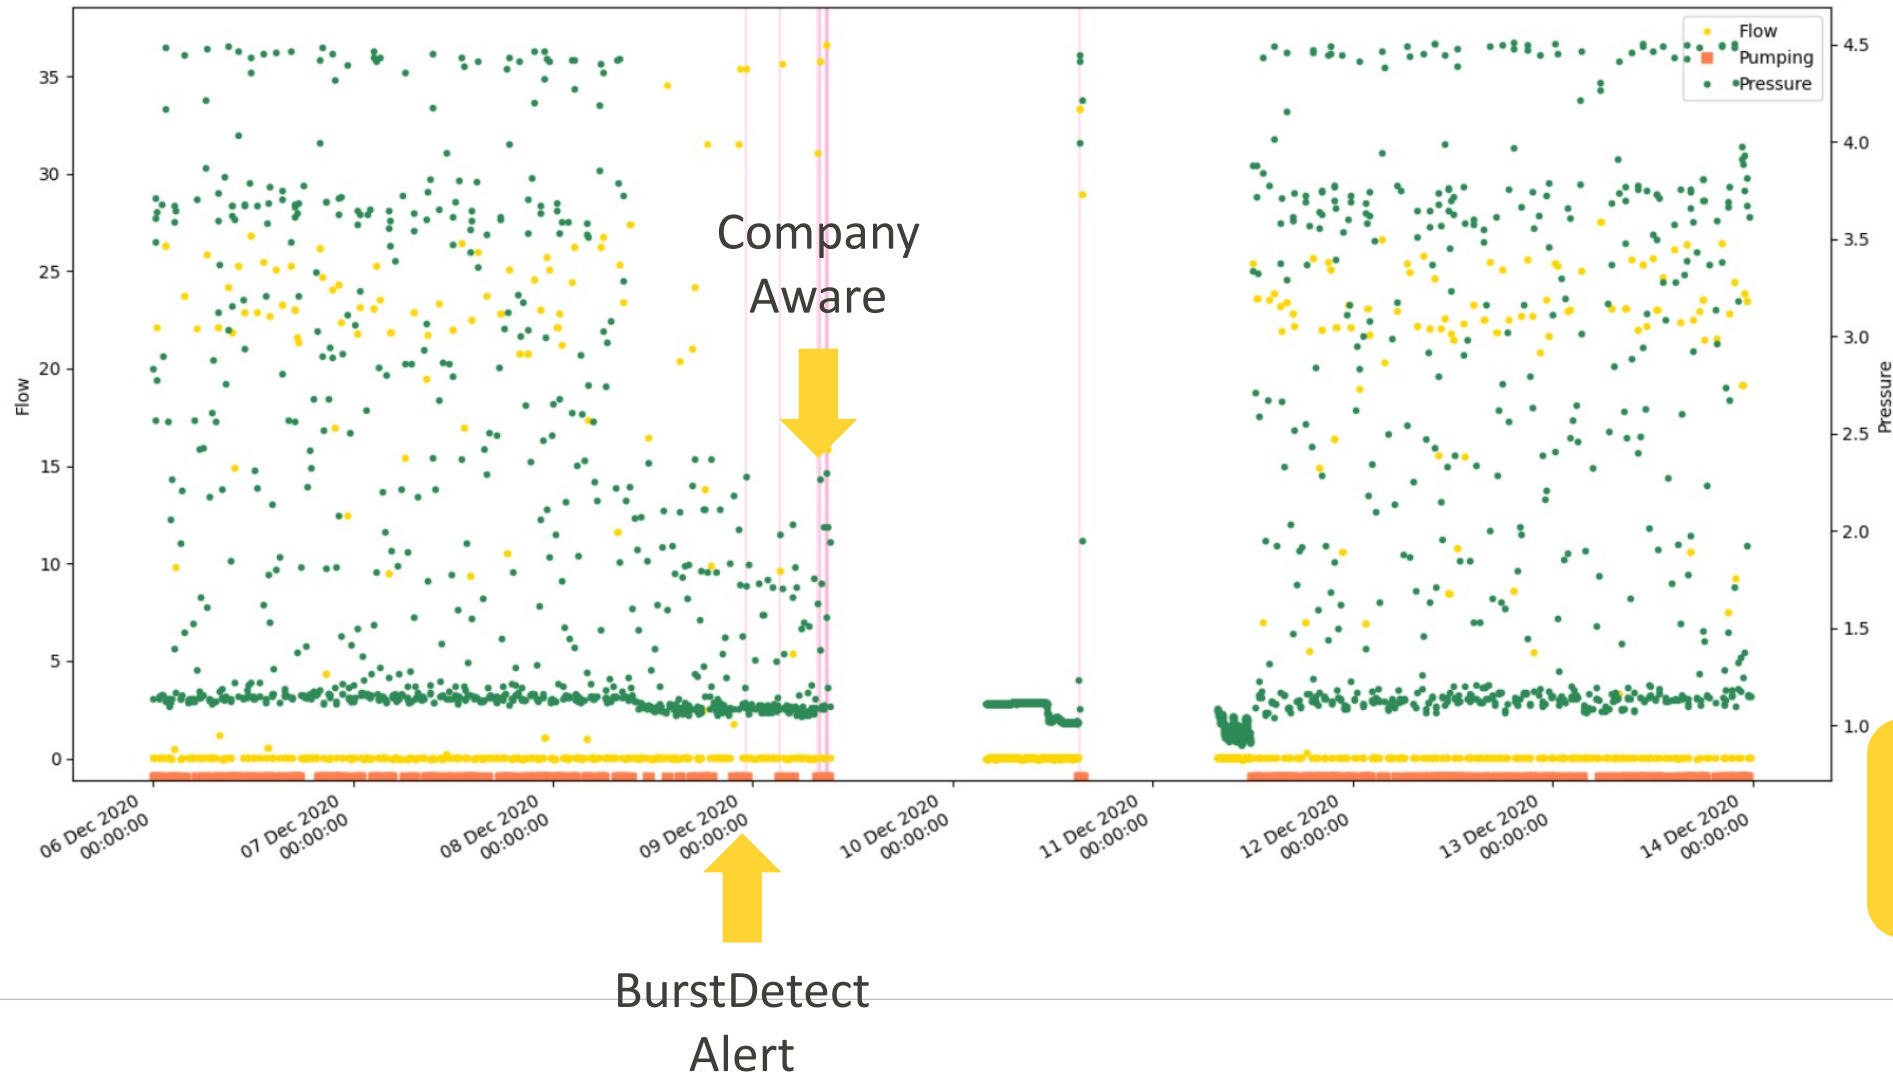 Flow
Pumping
Pressure
35
30
25
20
15
10
5
0
Flow
4.5
4.0
3.5
3.0
2.5
2.0
1.5
1.0
Pressure
Company
Aware
06 Dec 2020
00:00:00
07 Dec 2020
00:00:00
08 Dec 2020
00:00:00
09 Dec 2020
00:00:00
10 Dec 2020
00:00:00
11 Dec 2020
00:00:00
12 Dec 2020
00:00:00
13 Dec 2020
00:00:00
14 Dec 2020
00:00:00
BurstDetect
Alert